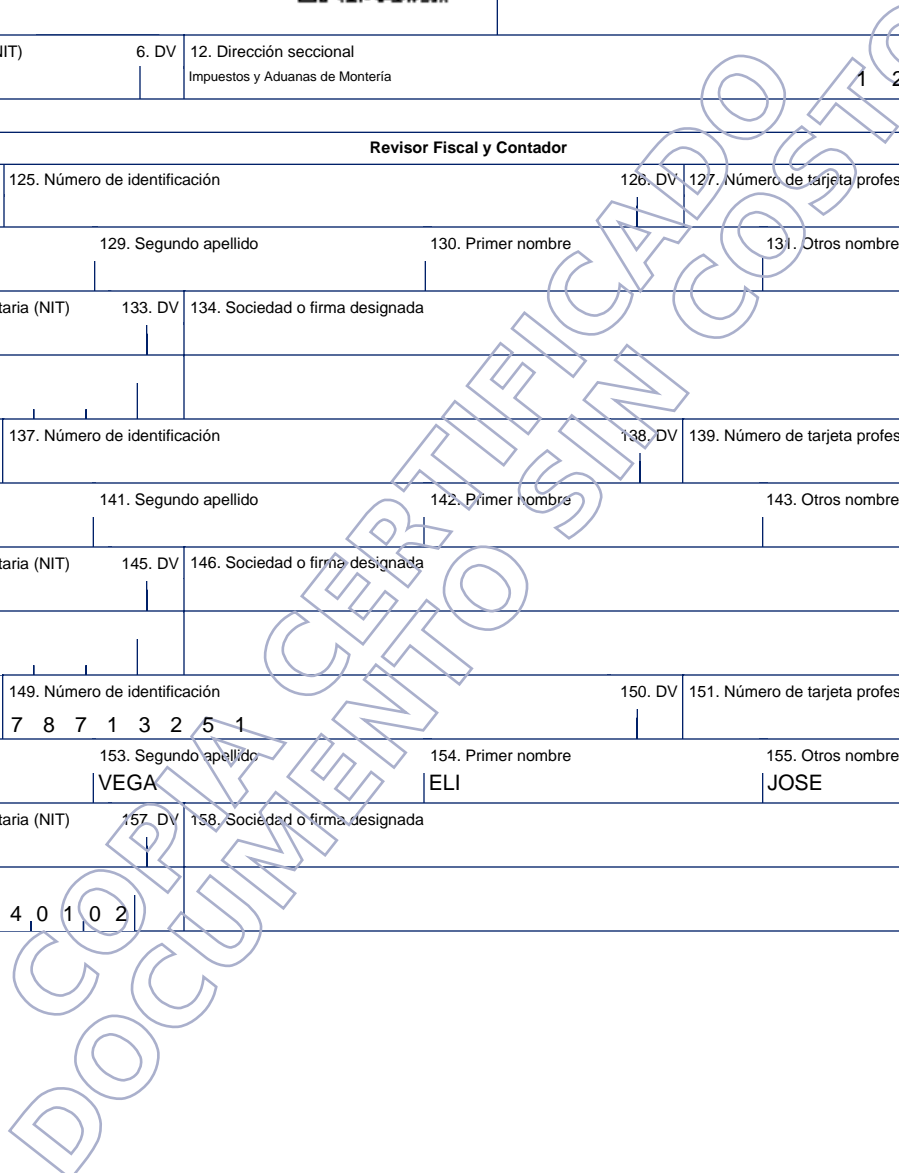 NIT) 6. DV 12. Dirección seccional
Impuestos y Aduanas de Montería 1 2
Revisor Fiscal y Contador
125. Número de identificación 126. DV 127. Número de tarjeta profes
129. Segundo apellido 130. Primer nombre 131. Otros nombre
taria (NIT) 133. DV 134. Sociedad o firma designada
137. Número de identificación 138. DV 139. Número de tarjeta profes
141. Segundo apellido 142. Primer nombre 143. Otros nombre
taria (NIT) 145. DV 146. Sociedad o firma designada
149. Número de identificación 150. DV 151. Número de tarjeta profes
7 8 7 1 3 2 5 1
153. Segundo apellido 154. Primer nombre 155. Otros nombre
VEGA ELI JOSE
taria (NIT) 157. DV 158. Sociedad o firma designada
4 0 1 0 2
COPIA CERTIFICADO
DOCUMENTO SIN COSTO